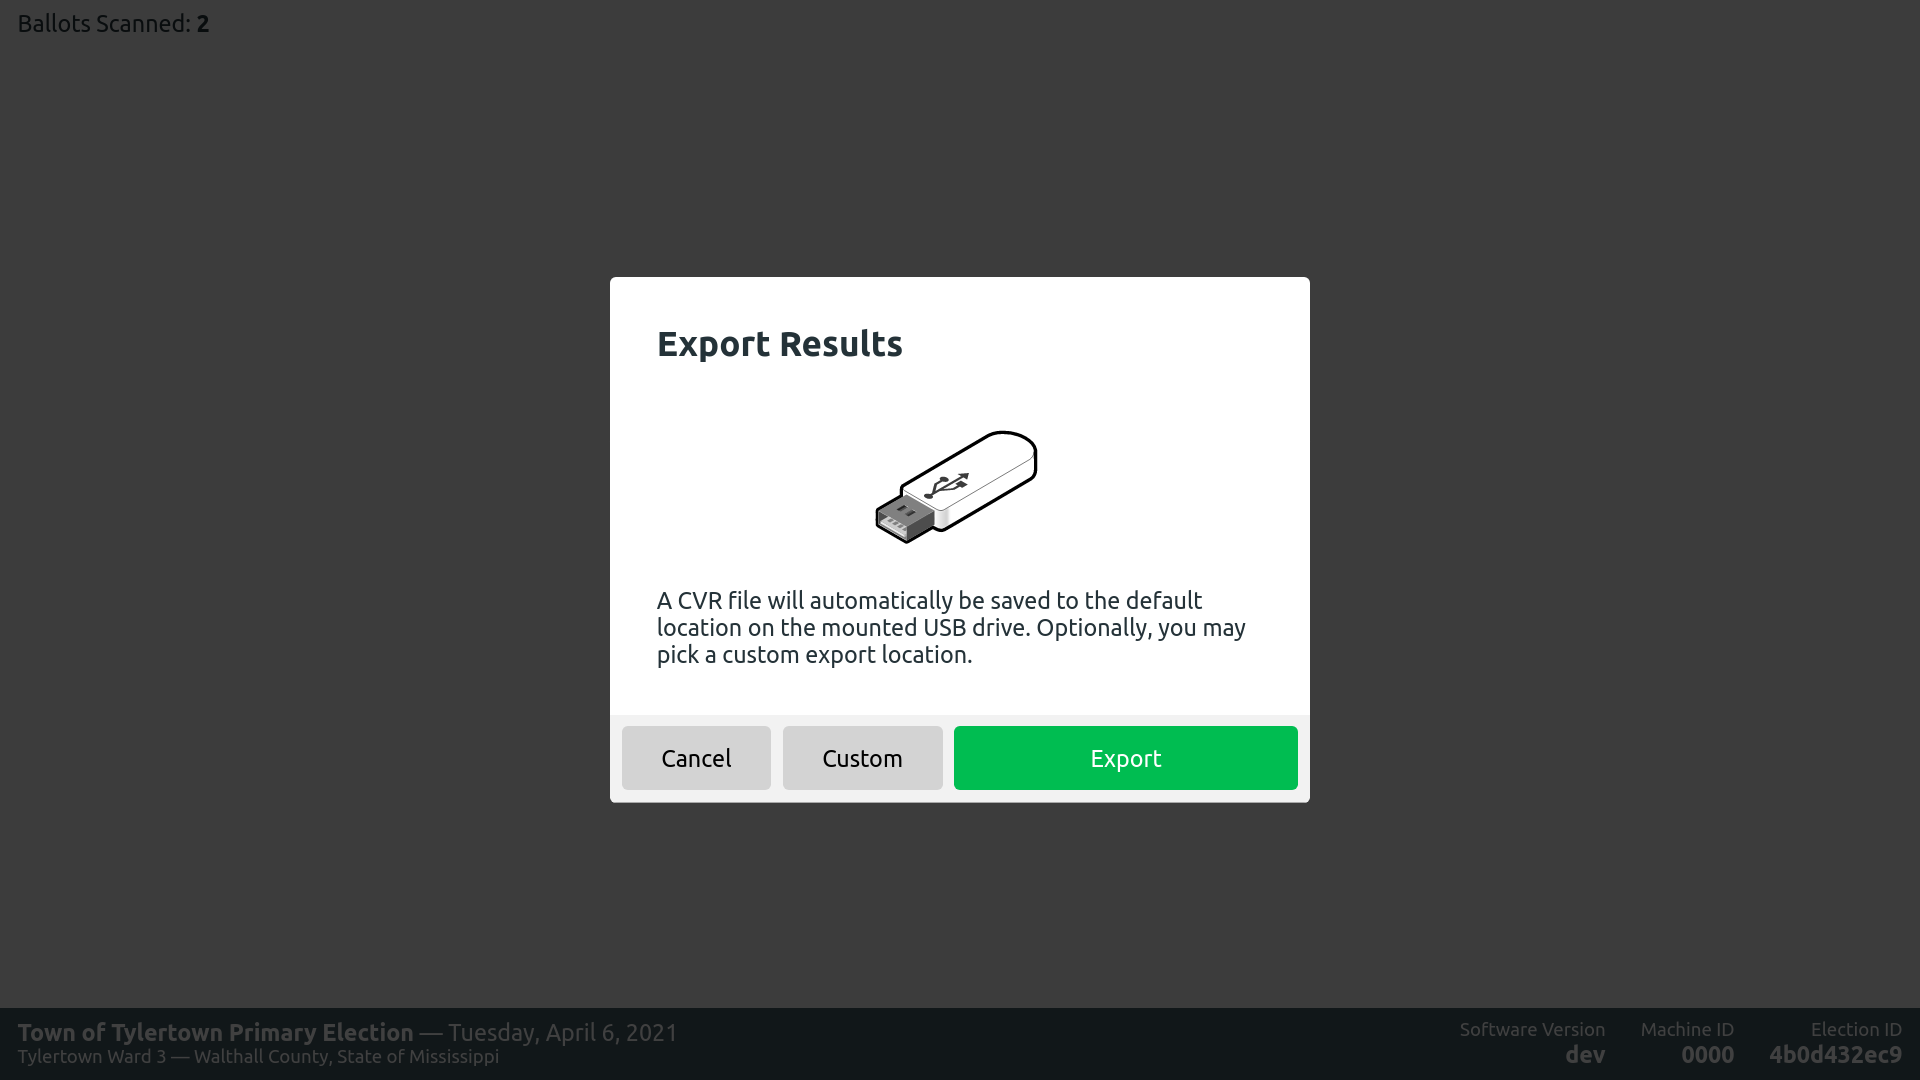 Ballots Scanned: 2
Export Results
A CVR file will automatically be saved to the default
location on the mounted USB drive. Optionally, you may
pick a custom export location.
Cancel
Custom
Export
Town of Tylertown Primary Election — Tuesday, April 6, 2021
Tylertown Ward 3 — Walthall County, State of Mississippi
Software Version
dev
Machine ID
0000
Election ID
4b0d432ec9